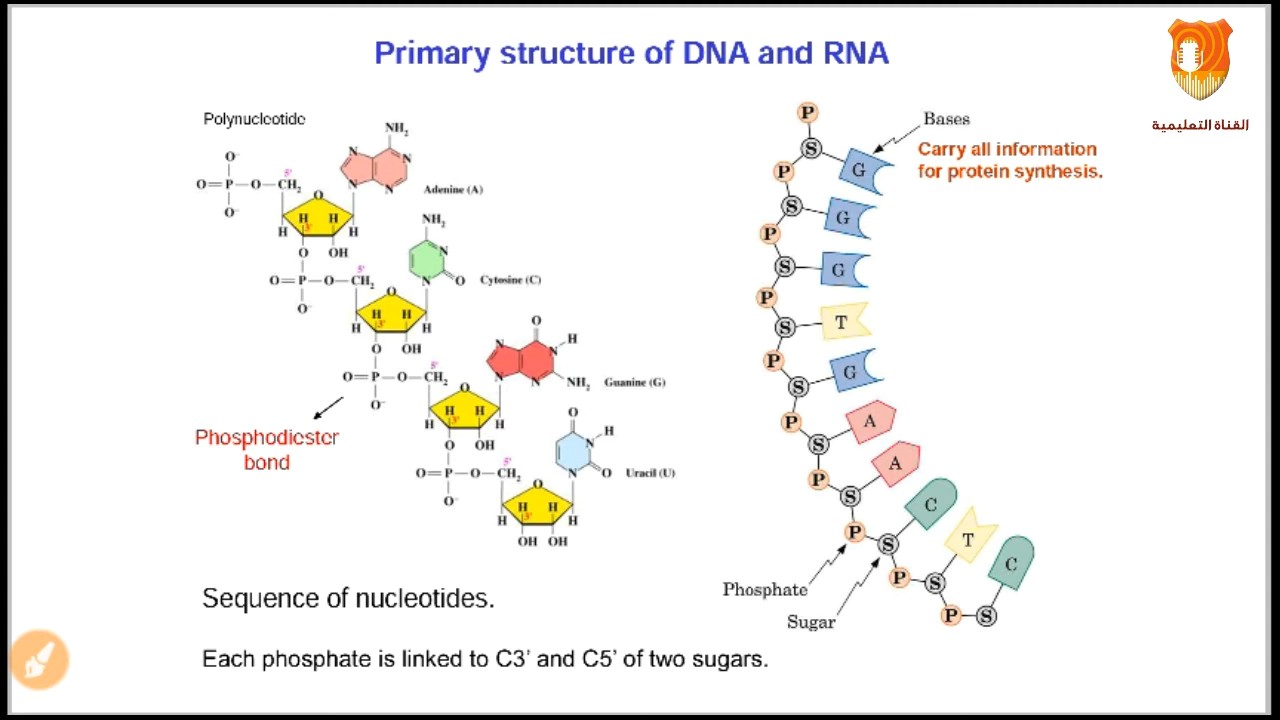 Primary structure of DNA and RNA
القناة التعليمية
Polynucleotide
NH₂
N
N
N
N
Adenine (A)
O⁻
O=P—O—CH₂
O⁻
5'
O
H H
H 3' H
O OH
NH₂
N
N O
Cytosine (C)
5'
O=P—O—CH₂
O⁻
O
H H
H 3' H
O OH
O
N N H
N N NH₂
Guanine (G)
5'
O=P—O—CH₂
O⁻
O
H H
H 3' H
O OH
O
N H
N O
Uracil (U)
5'
O=P—O—CH₂
O⁻
O
H H
H 3' H
OH OH
Phosphodiester
bond
P
S
G
P
S
G
P
S
G
P
S
T
P
S
G
P
S
A
P
S
A
P
S
C
P
S
T
P
S
C
Bases
Carry all information
for protein synthesis.
Phosphate
Sugar
Sequence of nucleotides.
Each phosphate is linked to C3’ and C5’ of two sugars.